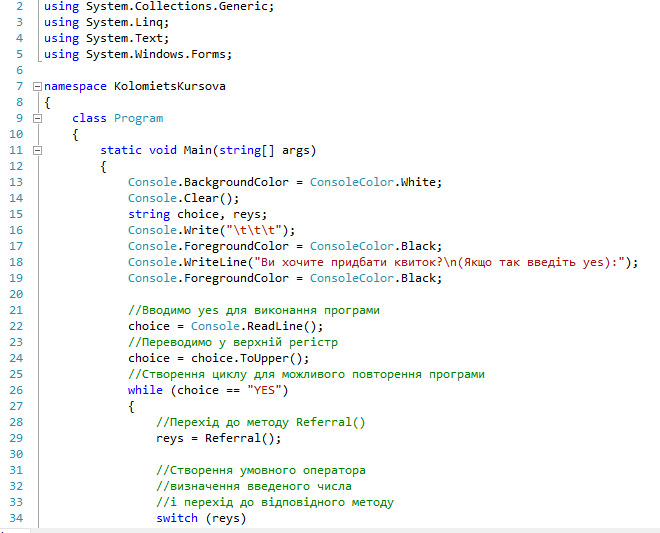 2 using System.Collections.Generic;
3 using System.Linq;
4 using System.Text;
5 using System.Windows.Forms;
6
7 namespace KolomietsKursova
8 {
9 class Program
10 {
11 static void Main(string[] args)
12 {
13 Console.BackgroundColor = ConsoleColor.White;
14 Console.Clear();
15 string choice, reys;
16 Console.Write("\t\t\t");
17 Console.ForegroundColor = ConsoleColor.Black;
18 Console.WriteLine("Ви хочите придбати квиток?\n(Якщо так введіть yes):");
19 Console.ForegroundColor = ConsoleColor.Black;
20
21 //Вводимо yes для виконання програми
22 choice = Console.ReadLine();
23 //Переводимо у верхній регістр
24 choice = choice.ToUpper();
25 //Створення циклу для можливого повторення програми
26 while (choice == "YES")
27 {
28 //Перехід до методу Referral()
29 reys = Referral();
30
31 //Створення умовного оператора
32 //визначення введеного числа
33 //і перехід до відповідного методу
34 switch (reys)